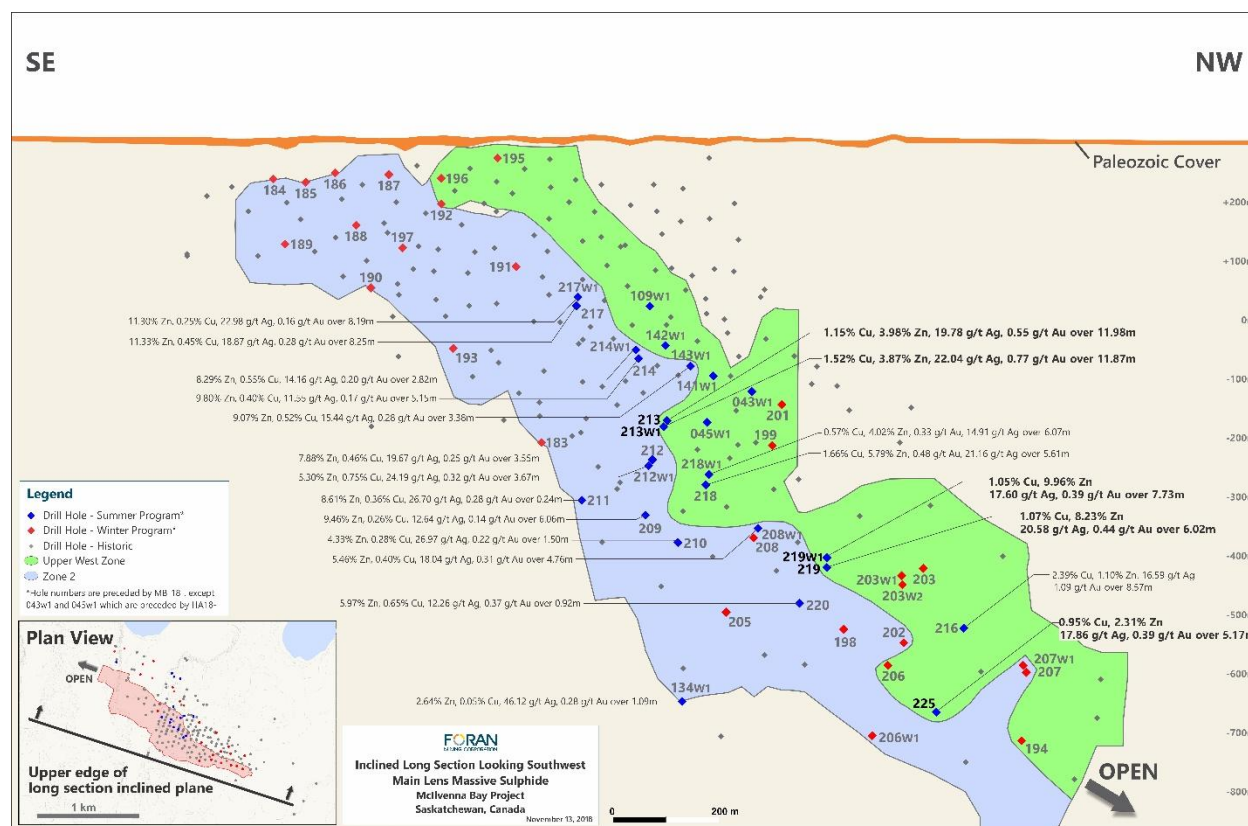 SE
NW
Paleozoic Cover
+200m
+100m
0m
-100m
-200m
-300m
-400m
-500m
-600m
-700m
-800m
195
196
192
184
185
186
187
188
189
197
190
191
193
183
217w1
217
109w1
142w1
214w1
214
143w1
141w1
043w1
201
213
213w1
045w1
199
212
212w1
218w1
218
211
209
210
208w1
208
219w1
219
203w1
203
203w2
220
205
198
202
216
206
207w1
207
134w1
225
206w1
194
11.30% Zn, 0.25% Cu, 22.98 g/t Ag, 0.16 g/t Au over 8.19m
11.33% Zn, 0.45% Cu, 18.87 g/t Ag, 0.28 g/t Au over 8.25m
8.29% Zn, 0.55% Cu, 14.16 g/t Ag, 0.20 g/t Au over 2.82m
9.80% Zn, 0.40% Cu, 11.55 g/t Ag, 0.17 g/t Au over 5.15m
9.07% Zn, 0.52% Cu, 15.44 g/t Ag, 0.28 g/t Au over 3.38m
7.88% Zn, 0.46% Cu, 19.67 g/t Ag, 0.25 g/t Au over 3.55m
5.30% Zn, 0.75% Cu, 24.19 g/t Ag, 0.32 g/t Au over 3.67m
8.61% Zn, 0.36% Cu, 26.70 g/t Ag, 0.28 g/t Au over 0.24m
9.46% Zn, 0.26% Cu, 12.64 g/t Ag, 0.14 g/t Au over 6.06m
4.33% Zn, 0.28% Cu, 26.97 g/t Ag, 0.22 g/t Au over 1.50m
5.46% Zn, 0.40% Cu, 18.04 g/t Ag, 0.31 g/t Au over 4.76m
5.97% Zn, 0.65% Cu, 12.26 g/t Ag, 0.37 g/t Au over 0.92m
2.64% Zn, 0.05% Cu, 46.12 g/t Ag, 0.28 g/t Au over 1.09m
1.15% Cu, 3.98% Zn, 19.78 g/t Ag, 0.55 g/t Au over 11.98m
1.52% Cu, 3.87% Zn, 22.04 g/t Ag, 0.77 g/t Au over 11.87m
0.57% Cu, 4.02% Zn, 0.33 g/t Au, 14.91 g/t Ag over 6.07m
1.66% Cu, 5.79% Zn, 0.48 g/t Au, 21.16 g/t Ag over 5.61m
1.05% Cu, 9.96% Zn
17.60 g/t Ag, 0.39 g/t Au over 7.73m
1.07% Cu, 8.23% Zn
20.58 g/t Ag, 0.44 g/t Au over 6.02m
2.39% Cu, 1.10% Zn, 16.59 g/t Ag
1.09 g/t Au over 8.57m
0.95% Cu, 2.31% Zn
17.86 g/t Ag, 0.39 g/t Au over 5.17m
OPEN
Legend
Drill Hole - Summer Program*
Drill Hole - Winter Program*
Drill Hole - Historic
Upper West Zone
Zone 2
*Hole numbers are preceded by MB-18-, except
043w1 and 045w1 which are preceded by HA18-
Plan View
OPEN
Upper edge of
long section inclined plane
1 km
FORAN
MINING CORPORATION
Inclined Long Section Looking Southwest
Main Lens Massive Sulphide
McIlvenna Bay Project
Saskatchewan, Canada
November 13, 2018
0
200 m